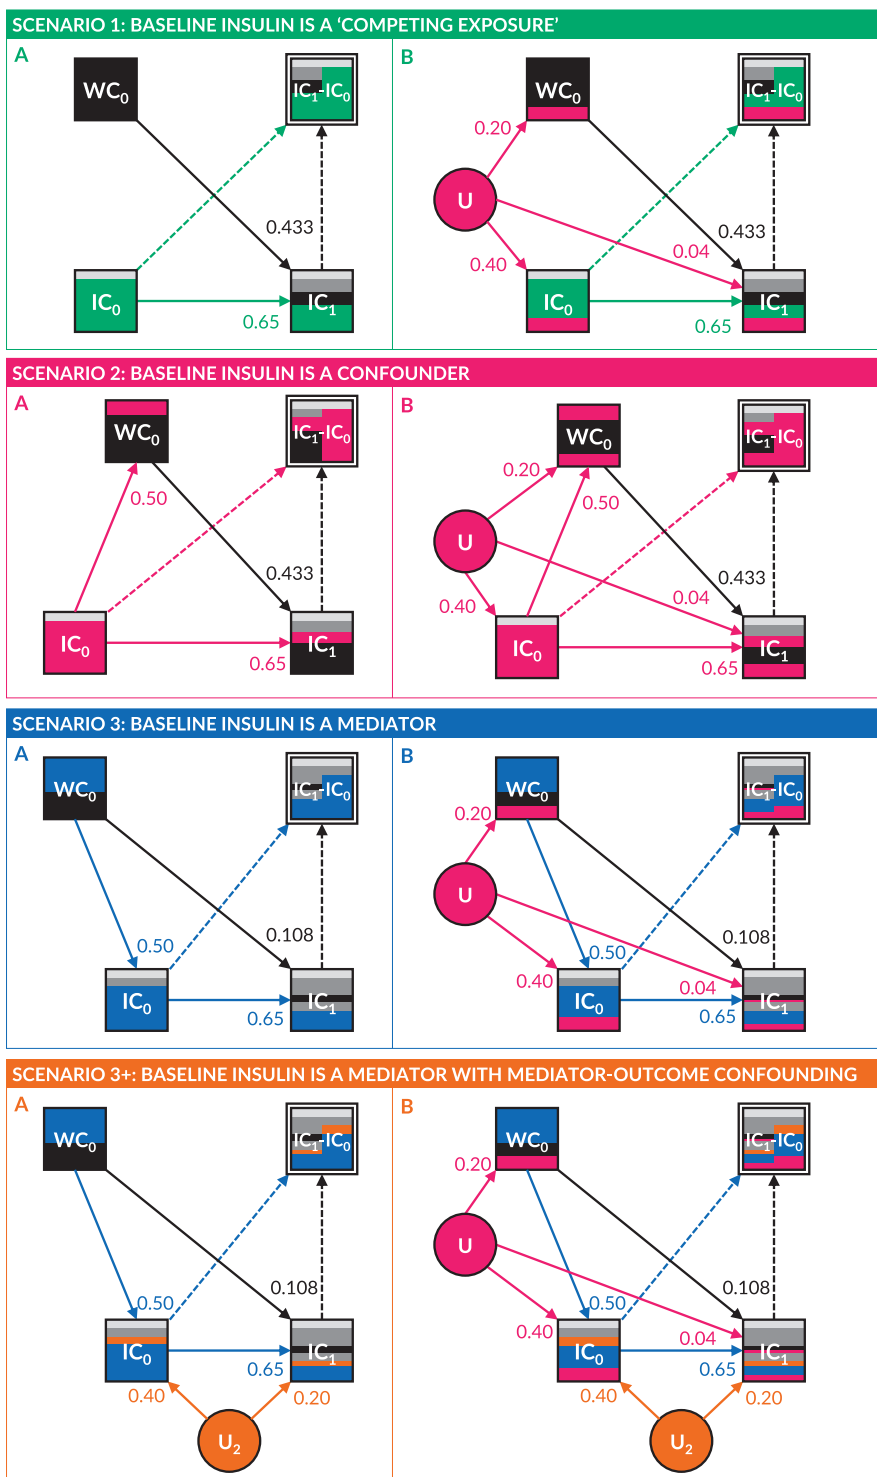 SCENARIO 1: BASELINE INSULIN IS A ‘COMPETING EXPOSURE’
A
WC₀
IC₁-IC₀
0.433
IC₀
IC₁
0.65
B
WC₀
IC₁-IC₀
0.20
U
0.433
0.04
0.40
IC₀
IC₁
0.65
SCENARIO 2: BASELINE INSULIN IS A CONFOUNDER
A
WC₀
IC₁-IC₀
0.50
0.433
IC₀
IC₁
0.65
B
WC₀
IC₁-IC₀
0.20
0.50
U
0.433
0.04
0.40
IC₀
IC₁
0.65
SCENARIO 3: BASELINE INSULIN IS A MEDIATOR
A
WC₀
IC₁-IC₀
0.108
0.50
IC₀
IC₁
0.65
B
WC₀
IC₁-IC₀
0.20
U
0.108
0.50
0.40
0.04
IC₀
IC₁
0.65
SCENARIO 3+: BASELINE INSULIN IS A MEDIATOR WITH MEDIATOR-OUTCOME CONFOUNDING
A
WC₀
IC₁-IC₀
0.108
0.50
IC₀
IC₁
0.65
0.40
0.20
U₂
B
WC₀
IC₁-IC₀
0.20
U
0.108
0.50
0.40
0.04
IC₀
IC₁
0.65
0.40
0.20
U₂